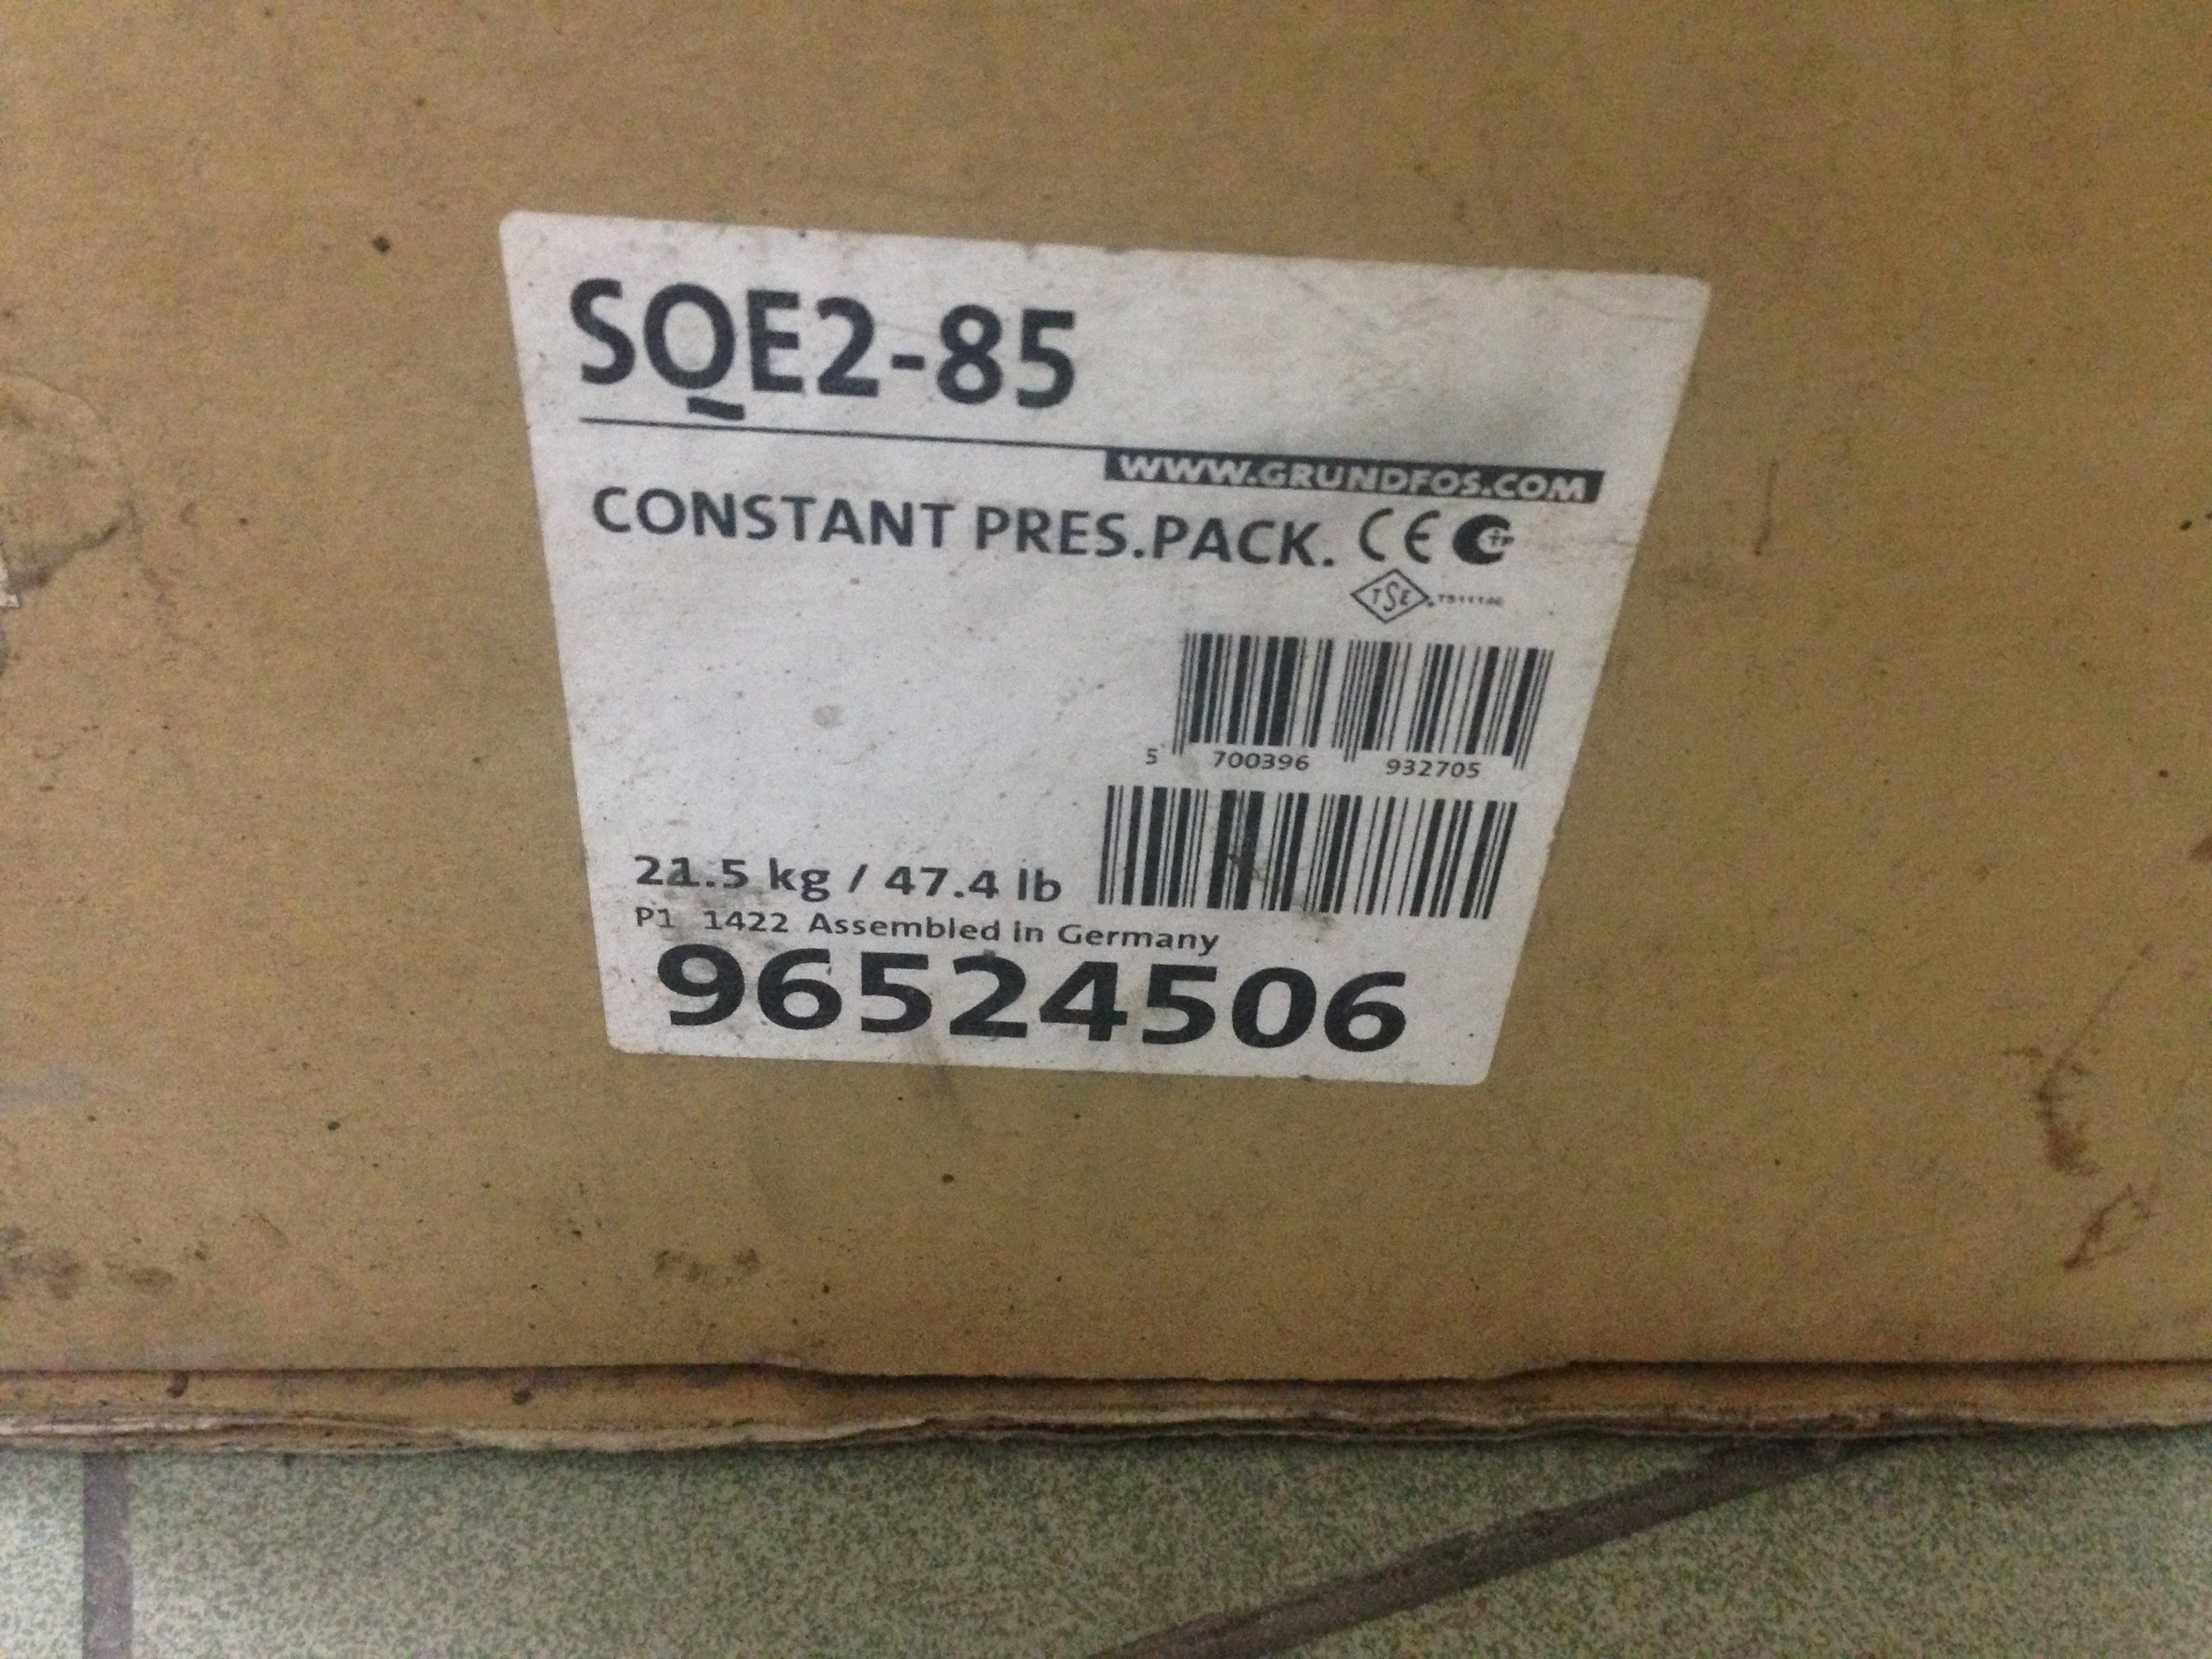 SQE2-85
WWW.GRUNDFOS.COM
CONSTANT PRES.PACK. CE
TSE
5 700396 932705
21.5 kg / 47.4 lb
P1 1422 Assembled in Germany
96524506